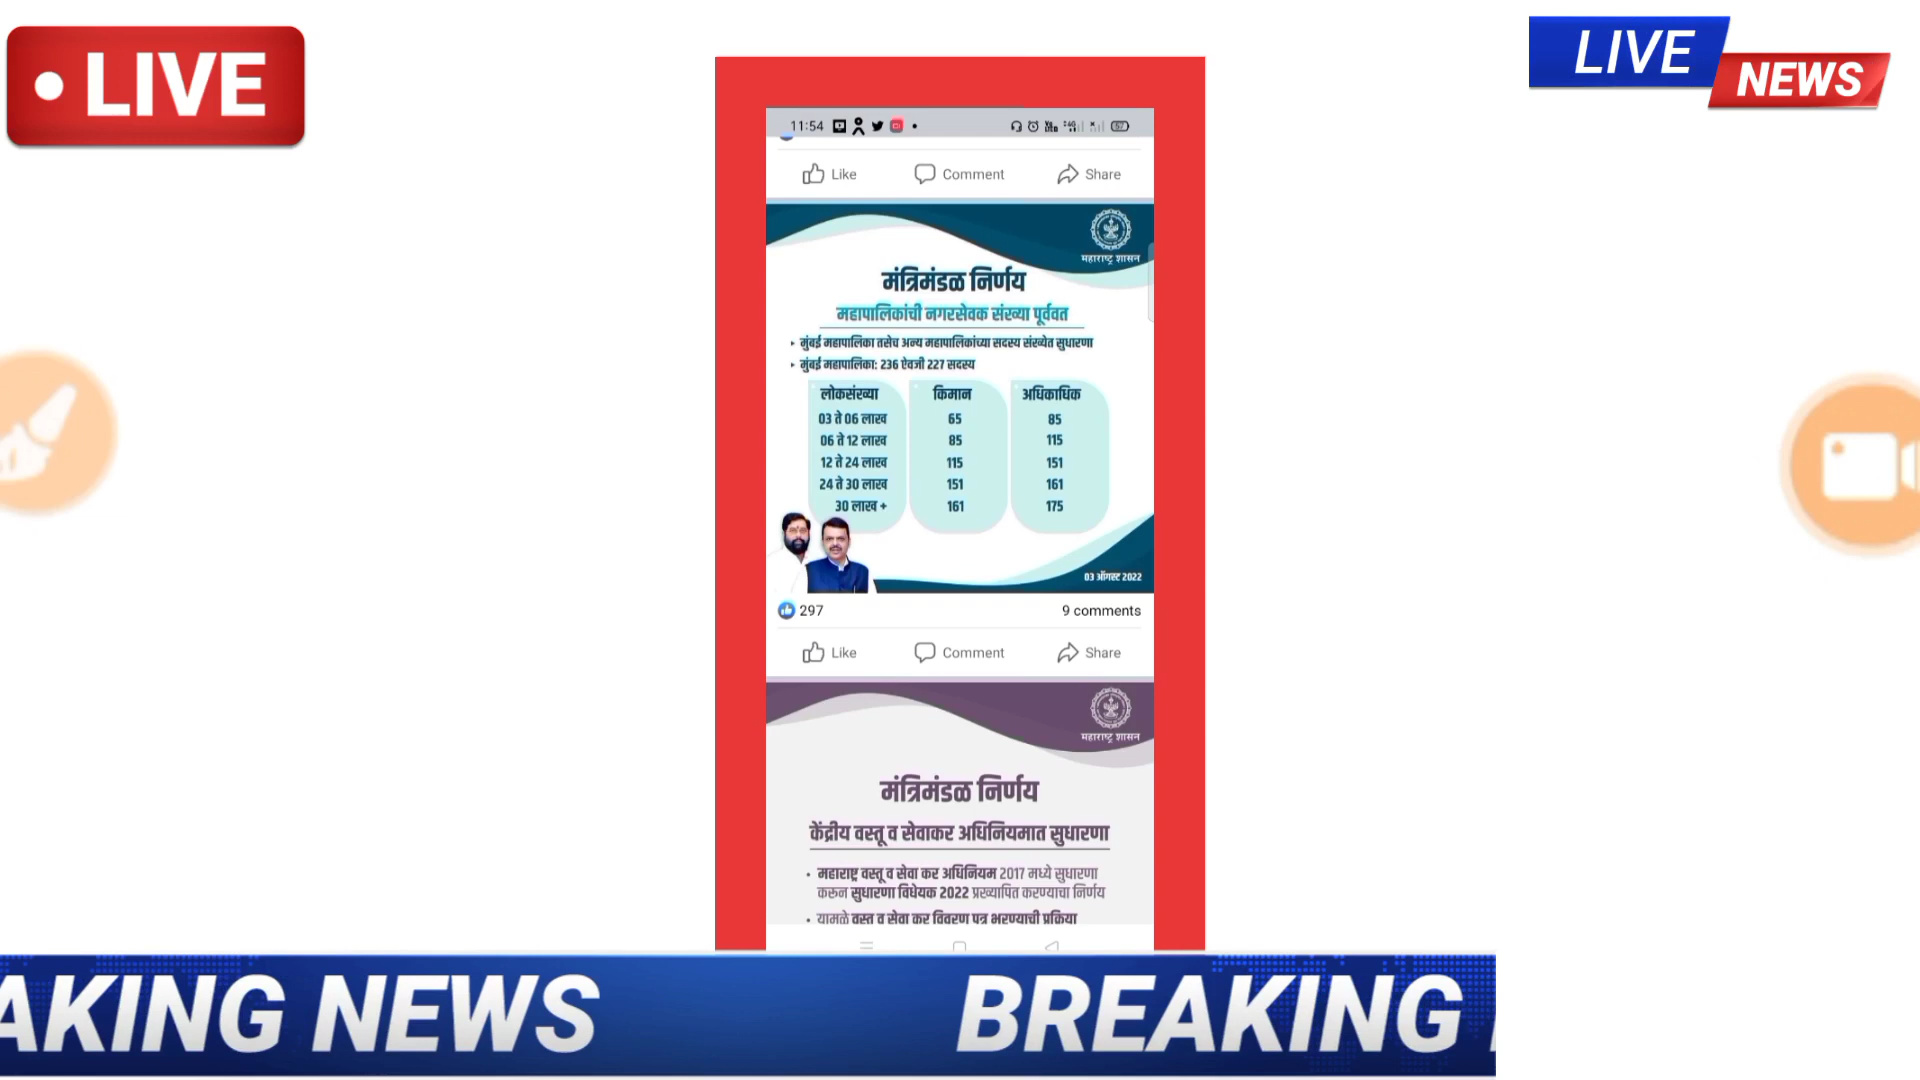 LIVE
LIVE
NEWS
11:54
Like Comment Share
महाराष्ट्र शासन
मंत्रिमंडळ निर्णय
महापालिकांची नगरसेवक संख्या पूर्ववत
▸ मुंबई महापालिका तसेच अन्य महापालिकांच्या सदस्य संख्येत सुधारणा
▸ मुंबई महापालिका: 236 ऐवजी 227 सदस्य
लोकसंख्या किमान अधिकाधिक
03 ते 06 लाख 65 85
06 ते 12 लाख 85 115
12 ते 24 लाख 115 151
24 ते 30 लाख 151 161
30 लाख + 161 175
03 ऑगस्ट 2022
297 9 comments
Like Comment Share
महाराष्ट्र शासन
मंत्रिमंडळ निर्णय
केंद्रीय वस्तू व सेवाकर अधिनियमात सुधारणा
• महाराष्ट्र वस्तू व सेवा कर अधिनियम 2017 मध्ये सुधारणा
करून सुधारणा विधेयक 2022 प्रख्यापित करण्याचा निर्णय
• यामुळे वस्तू व सेवा कर विवरण पत्र भरण्याची प्रक्रिया
AKING NEWS BREAKING